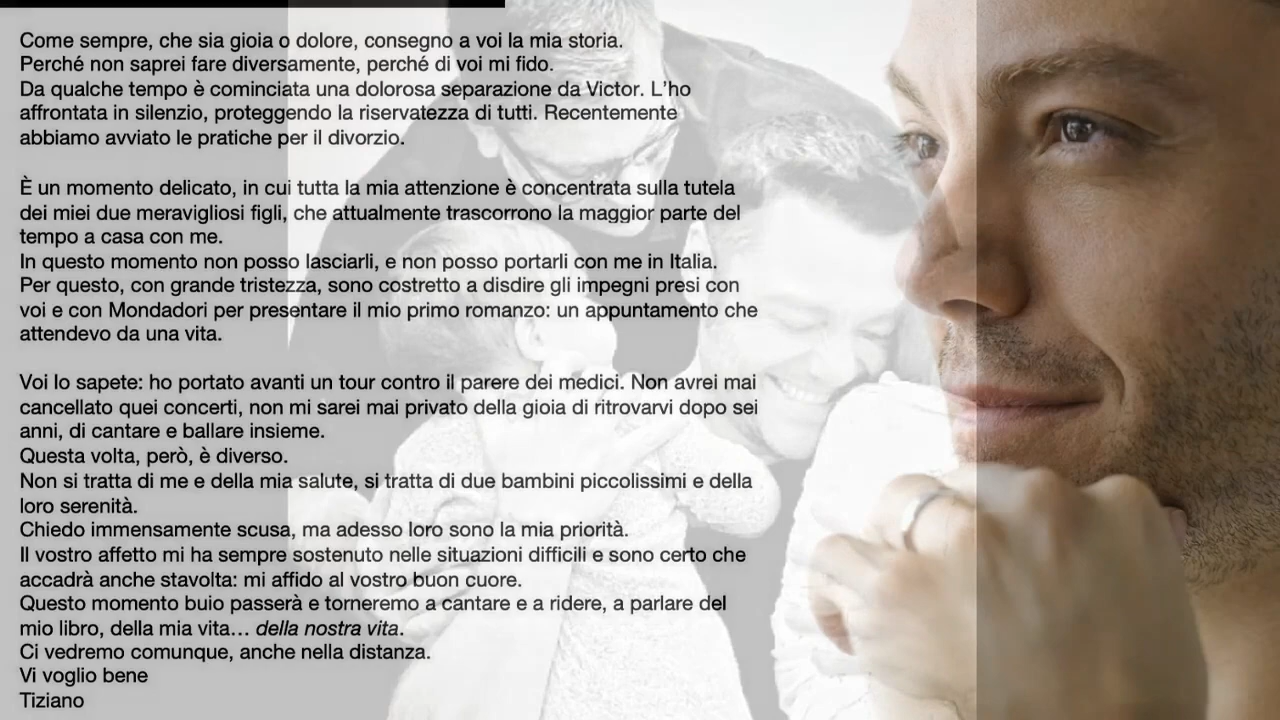 Come sempre, che sia gioia o dolore, consegno a voi la mia storia.
Perché non saprei fare diversamente, perché di voi mi fido.
Da qualche tempo è cominciata una dolorosa separazione da Victor. L'ho
affrontata in silenzio, proteggendo la riservatezza di tutti. Recentemente
abbiamo avviato le pratiche per il divorzio.
È un momento delicato, in cui tutta la mia attenzione è concentrata sulla tutela
dei miei due meravigliosi figli, che attualmente trascorrono la maggior parte del
tempo a casa con me.
In questo momento non posso lasciarli, e non posso portarli con me in Italia.
Per questo, con grande tristezza, sono costretto a disdire gli impegni presi con
voi e con Mondadori per presentare il mio primo romanzo: un appuntamento che
attendevo da una vita.
Voi lo sapete: ho portato avanti un tour contro il parere dei medici. Non avrei mai
cancellato quei concerti, non mi sarei mai privato della gioia di ritrovarvi dopo sei
anni, di cantare e ballare insieme.
Questa volta, però, è diverso.
Non si tratta di me e della mia salute, si tratta di due bambini piccolissimi e della
loro serenità.
Chiedo immensamente scusa, ma adesso loro sono la mia priorità.
Il vostro affetto mi ha sempre sostenuto nelle situazioni difficili e sono certo che
accadrà anche stavolta: mi affido al vostro buon cuore.
Questo momento buio passerà e torneremo a cantare e a ridere, a parlare del
mio libro, della mia vita… della nostra vita.
Ci vedremo comunque, anche nella distanza.
Vi voglio bene
Tiziano